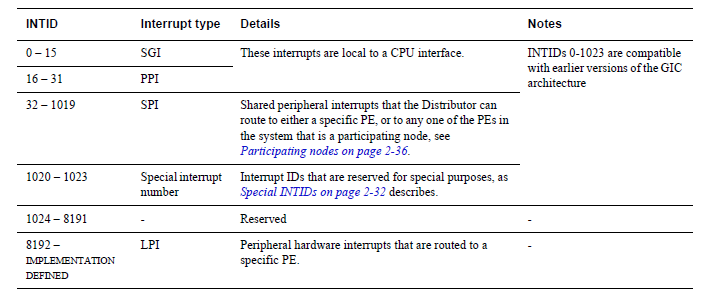 INTID Interrupt type Details Notes
0 – 15 SGI These interrupts are local to a CPU interface. INTIDs 0-1023 are compatible
with earlier versions of the GIC
16 – 31 PPI architecture
32 – 1019 SPI Shared peripheral interrupts that the Distributor can
route to either a specific PE, or to any one of the PEs in
the system that is a participating node, see
Participating nodes on page 2-36.
1020 – 1023 Special interrupt Interrupt IDs that are reserved for special purposes, as
number Special INTIDs on page 2-32 describes.
1024 – 8191 - Reserved -
8192 – LPI Peripheral hardware interrupts that are routed to a -
IMPLEMENTATION specific PE.
DEFINED